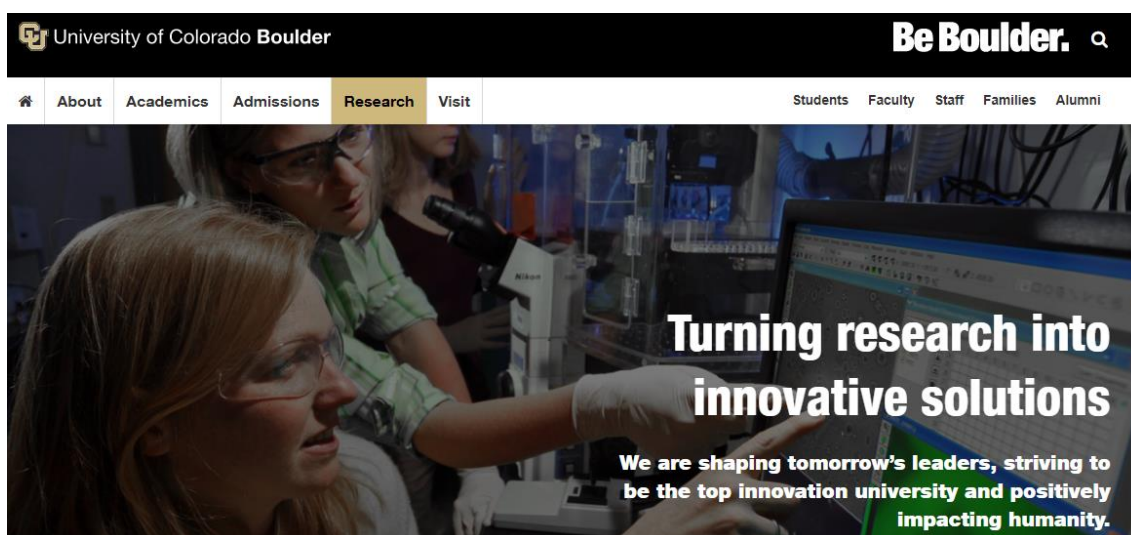 CU University of Colorado Boulder
Be Boulder.
About Academics Admissions Research Visit
Students Faculty Staff Families Alumni
Nikon
Turning research into
innovative solutions
We are shaping tomorrow's leaders, striving to
be the top innovation university and positively
impacting humanity.